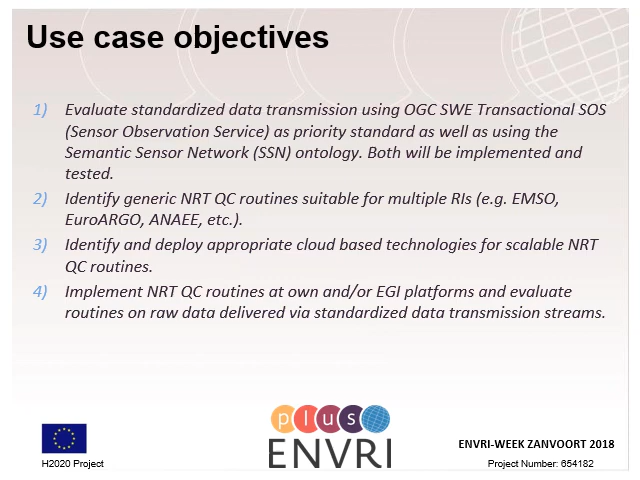 Use case objectives
1) Evaluate standardized data transmission using OGC SWE Transactional SOS
(Sensor Observation Service) as priority standard as well as using the
Semantic Sensor Network (SSN) ontology. Both will be implemented and
tested.
2) Identify generic NRT QC routines suitable for multiple RIs (e.g. EMSO,
EuroARGO, ANAEE, etc.).
3) Identify and deploy appropriate cloud based technologies for scalable NRT
QC routines.
4) Implement NRT QC routines at own and/or EGI platforms and evaluate
routines on raw data delivered via standardized data transmission streams.
plus
ENVRI
H2020 Project
ENVRI-WEEK ZANVOORT 2018
Project Number: 654182